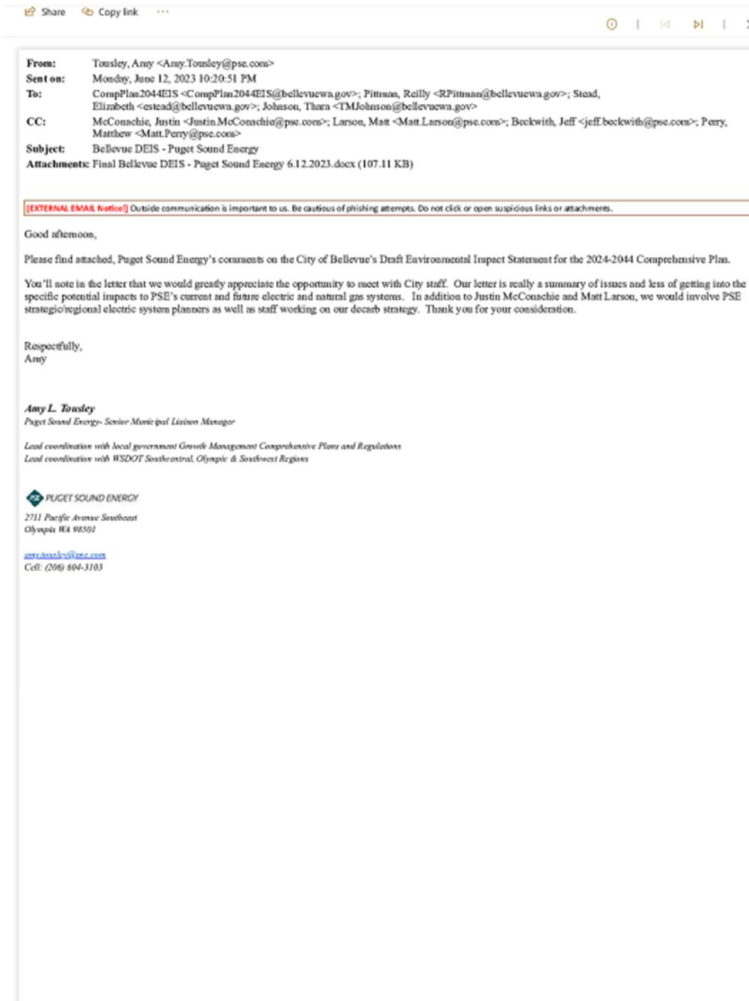 Share Copy link ...
From: Tousley, Amy <Amy.Tousley@pse.com>
Sent on: Monday, June 12, 2023 10:20:51 PM
To: CompPlan2044EIS <CompPlan2044EIS@bellevuewa.gov>; Pittman, Reilly <RPittman@bellevuewa.gov>; Stead,
Elizabeth <estead@bellevuewa.gov>; Johnson, Thara <TMJohnson@bellevuewa.gov>
CC: McConachie, Justin <Justin.McConachie@pse.com>; Larson, Matt <Matt.Larson@pse.com>; Beckwith, Jeff <jeff.beckwith@pse.com>; Perry,
Matthew <Matt.Perry@pse.com>
Subject: Bellevue DEIS - Puget Sound Energy
Attachments: Final Bellevue DEIS - Puget Sound Energy 6.12.2023.docx (107.11 KB)
[EXTERNAL EMAIL Notice!] Outside communication is important to us. Be cautious of phishing attempts. Do not click or open suspicious links or attachments.
Good afternoon,
Please find attached, Puget Sound Energy's comments on the City of Bellevue's Draft Environmental Impact Statement for the 2024-2044 Comprehensive Plan.
You'll note in the letter that we would greatly appreciate the opportunity to meet with City staff. Our letter is really a summary of issues and less of getting into the
specific potential impacts to PSE's current and future electric and natural gas systems. In addition to Justin McConachie and Matt Larson, we would involve PSE
strategic/regional electric system planners as well as staff working on our decarb strategy. Thank you for your consideration.
Respectfully,
Amy
Amy L. Tousley
Puget Sound Energy- Senior Municipal Liaison Manager
Lead coordination with local government Growth Management Comprehensive Plans and Regulations
Lead coordination with WSDOT Southcentral, Olympic & Southwest Regions
PSE PUGET SOUND ENERGY
2711 Pacific Avenue Southeast
Olympia WA 98501
amy.tousley@pse.com
Cell: (206) 604-3103